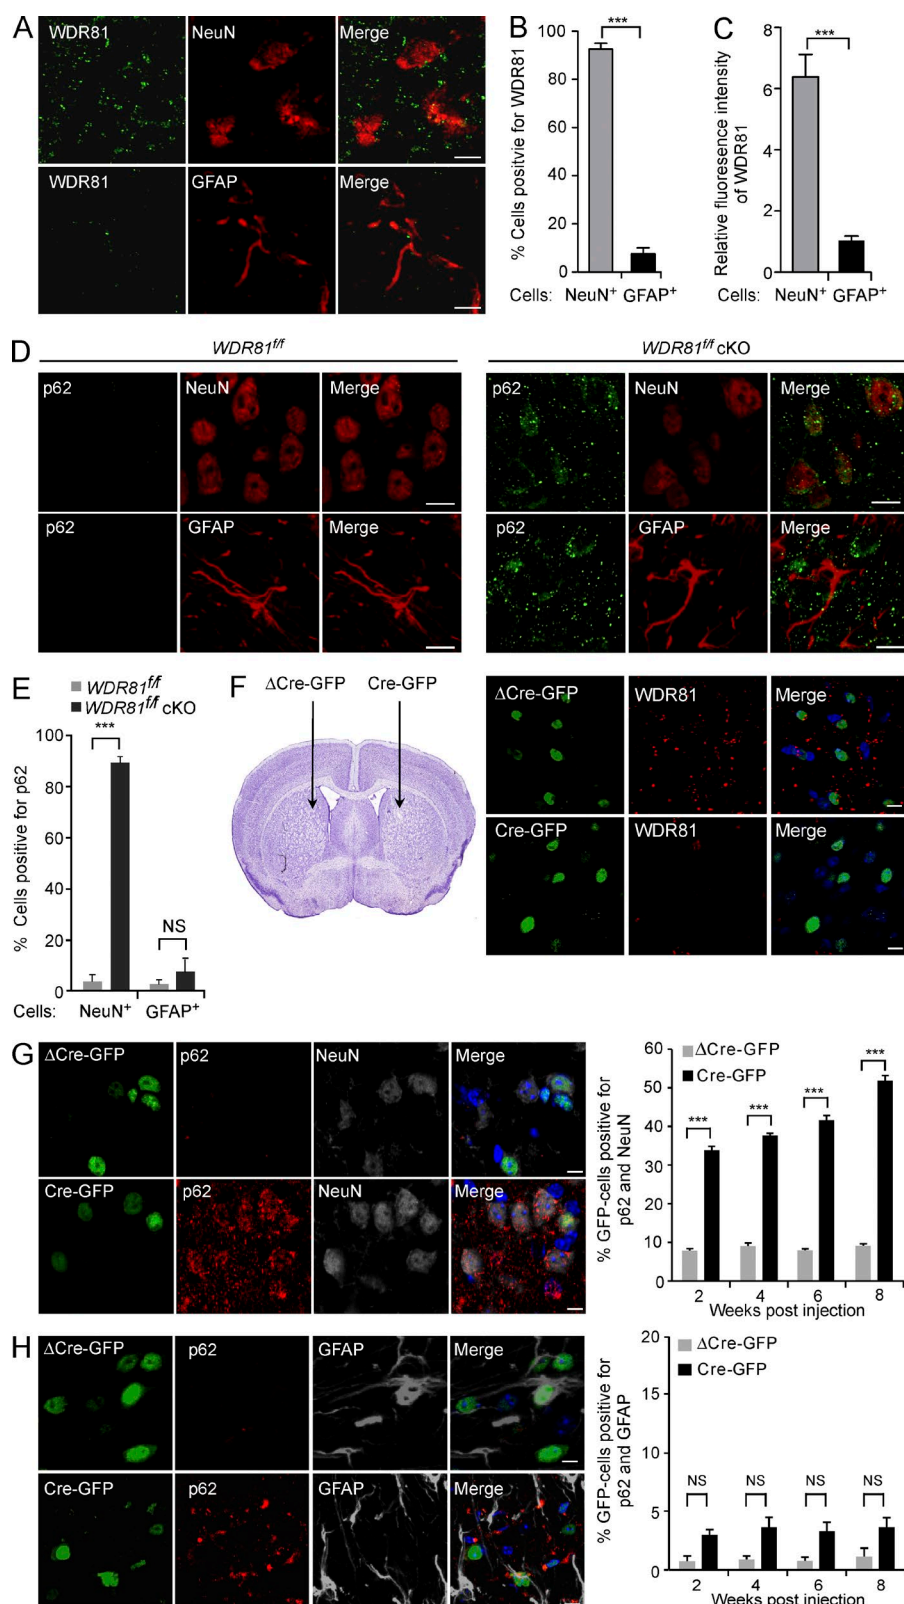 A
WDR81 NeuN Merge
WDR81 GFAP Merge
B
% Cells positvie for WDR81
100
80
60
40
20
0
***
Cells: NeuN+ GFAP+
C
Relative fluoresence intensity
of WDR81
8
6
4
2
0
***
Cells: NeuN+ GFAP+
D
WDR81f/f
p62 NeuN Merge
p62 GFAP Merge
WDR81f/f cKO
p62 NeuN Merge
p62 GFAP Merge
E
WDR81f/f
WDR81f/f cKO
% Cells positive for p62
100
80
60
40
20
0
***
NS
Cells: NeuN+ GFAP+
F
ΔCre-GFP Cre-GFP
ΔCre-GFP WDR81 Merge
Cre-GFP WDR81 Merge
G
ΔCre-GFP p62 NeuN Merge
Cre-GFP p62 NeuN Merge
% GFP-cells positive for
p62 and NeuN
60
50
40
30
20
10
0
ΔCre-GFP
Cre-GFP
*** *** *** ***
2 4 6 8
Weeks post injection
H
ΔCre-GFP p62 GFAP Merge
Cre-GFP p62 GFAP Merge
% GFP-cells positive for
p62 and GFAP
20
15
10
5
0
ΔCre-GFP
Cre-GFP
NS NS NS NS
2 4 6 8
Weeks post injection